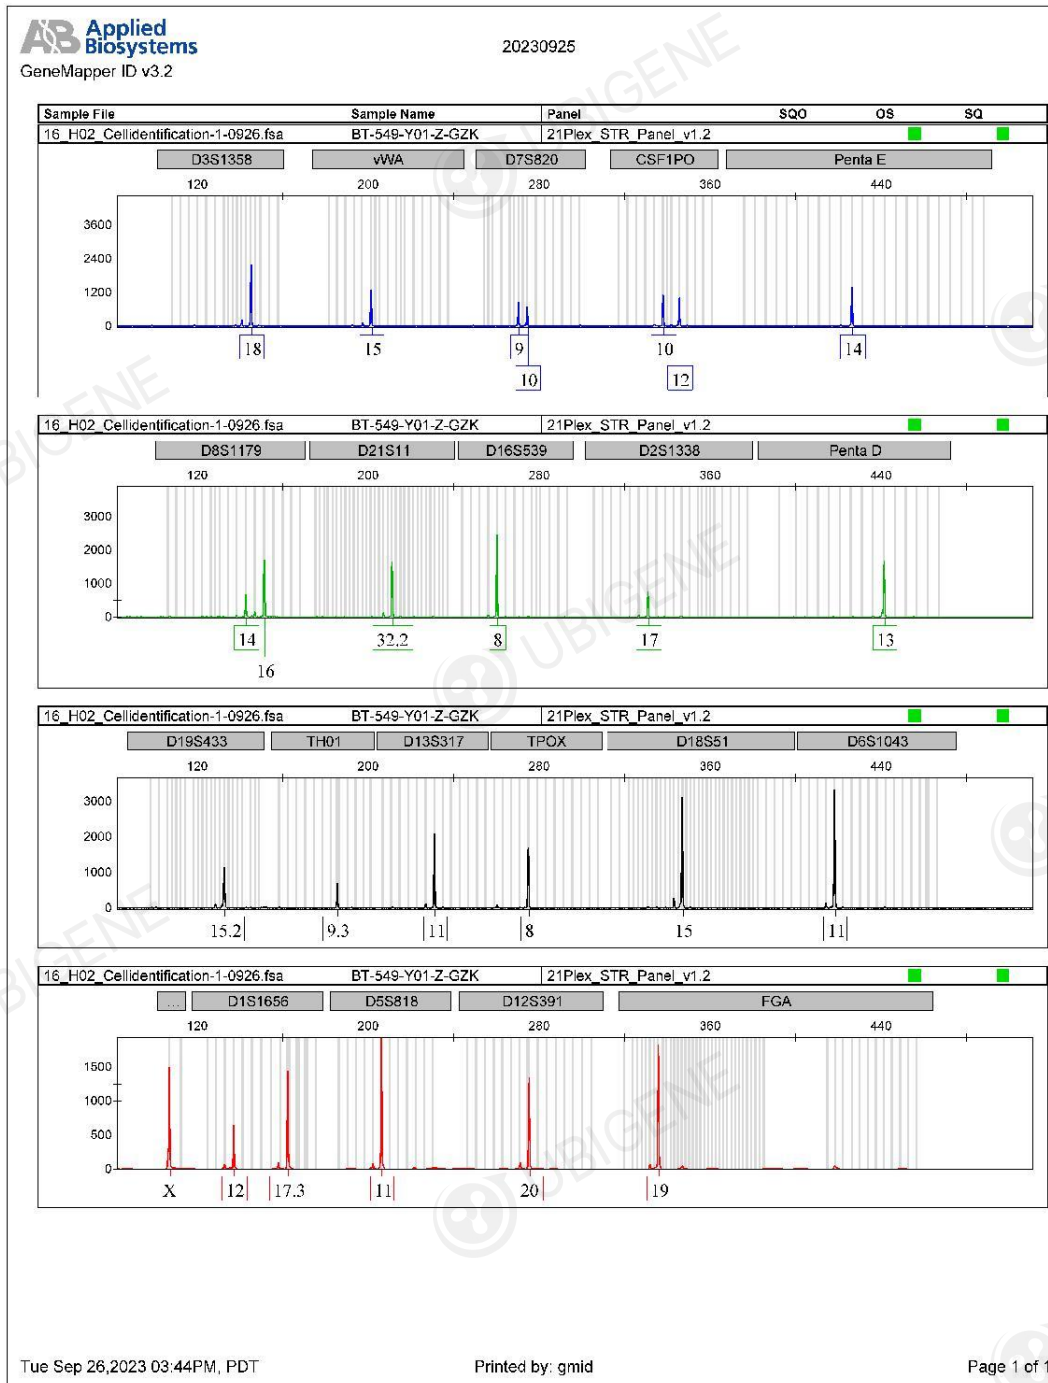 AB Applied Biosystems
20230925
GeneMapper ID v3.2
Sample File Sample Name Panel SQO OS SQ
16_H02_Cellidentification-1-0926.fsa BT-549-Y01-Z-GZK 21Plex_STR_Panel_v1.2
D3S1358 vWA D7S820 CSF1PO Penta E
120 200 280 360 440
3600
2400
1200
0
18 15 9 10 14
10 12
16_H02_Cellidentification-1-0926.fsa BT-549-Y01-Z-GZK 21Plex_STR_Panel_v1.2
D8S1179 D21S11 D16S539 D2S1338 Penta D
120 200 280 360 440
3000
2000
1000
0
14 32.2 8 17 13
16
16_H02_Cellidentification-1-0926.fsa BT-549-Y01-Z-GZK 21Plex_STR_Panel_v1.2
D19S433 TH01 D13S317 TPOX D18S51 D6S1043
120 200 280 360 440
3000
2000
1000
0
15.2 9.3 11 8 15 11
16_H02_Cellidentification-1-0926.fsa BT-549-Y01-Z-GZK 21Plex_STR_Panel_v1.2
... D1S1656 D5S818 D12S391 FGA
120 200 280 360 440
1500
1000
500
0
X 12 17.3 11 20 19
Tue Sep 26,2023 03:44PM, PDT Printed by: gmid Page 1 of 1
UBIGENE
UBIGENE
UBIGENE
UBIGENE
UBIGENE